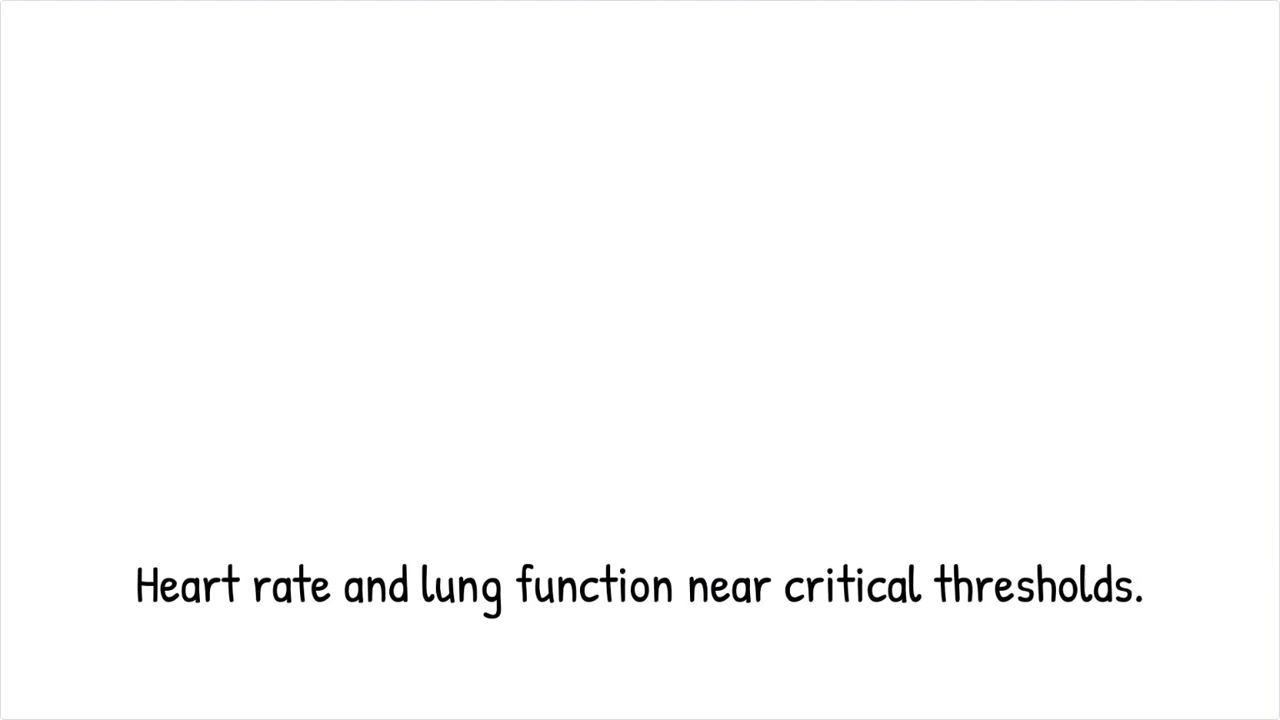 Heart rate and lung function near critical thresholds.